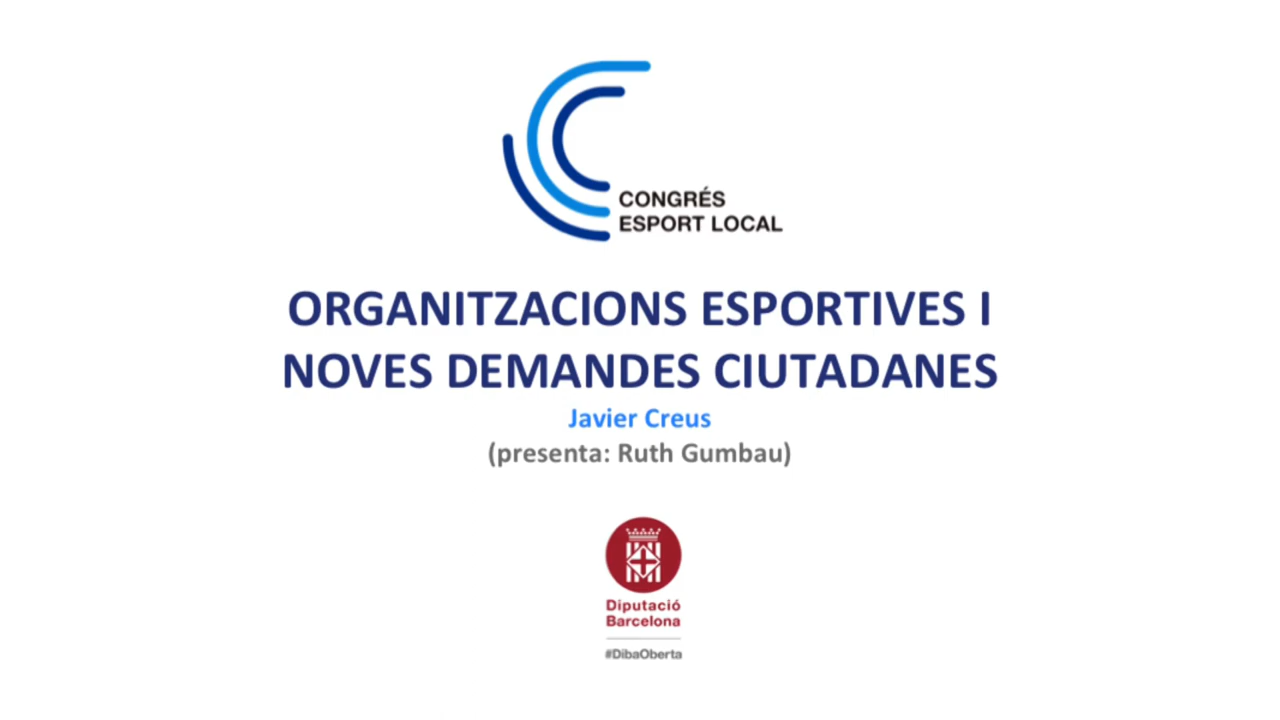 CONGRÉS
ESPORT LOCAL
ORGANITZACIONS ESPORTIVES I
NOVES DEMANDES CIUTADANES
Javier Creus
(presenta: Ruth Gumbau)
Diputació
Barcelona
#DibaOberta